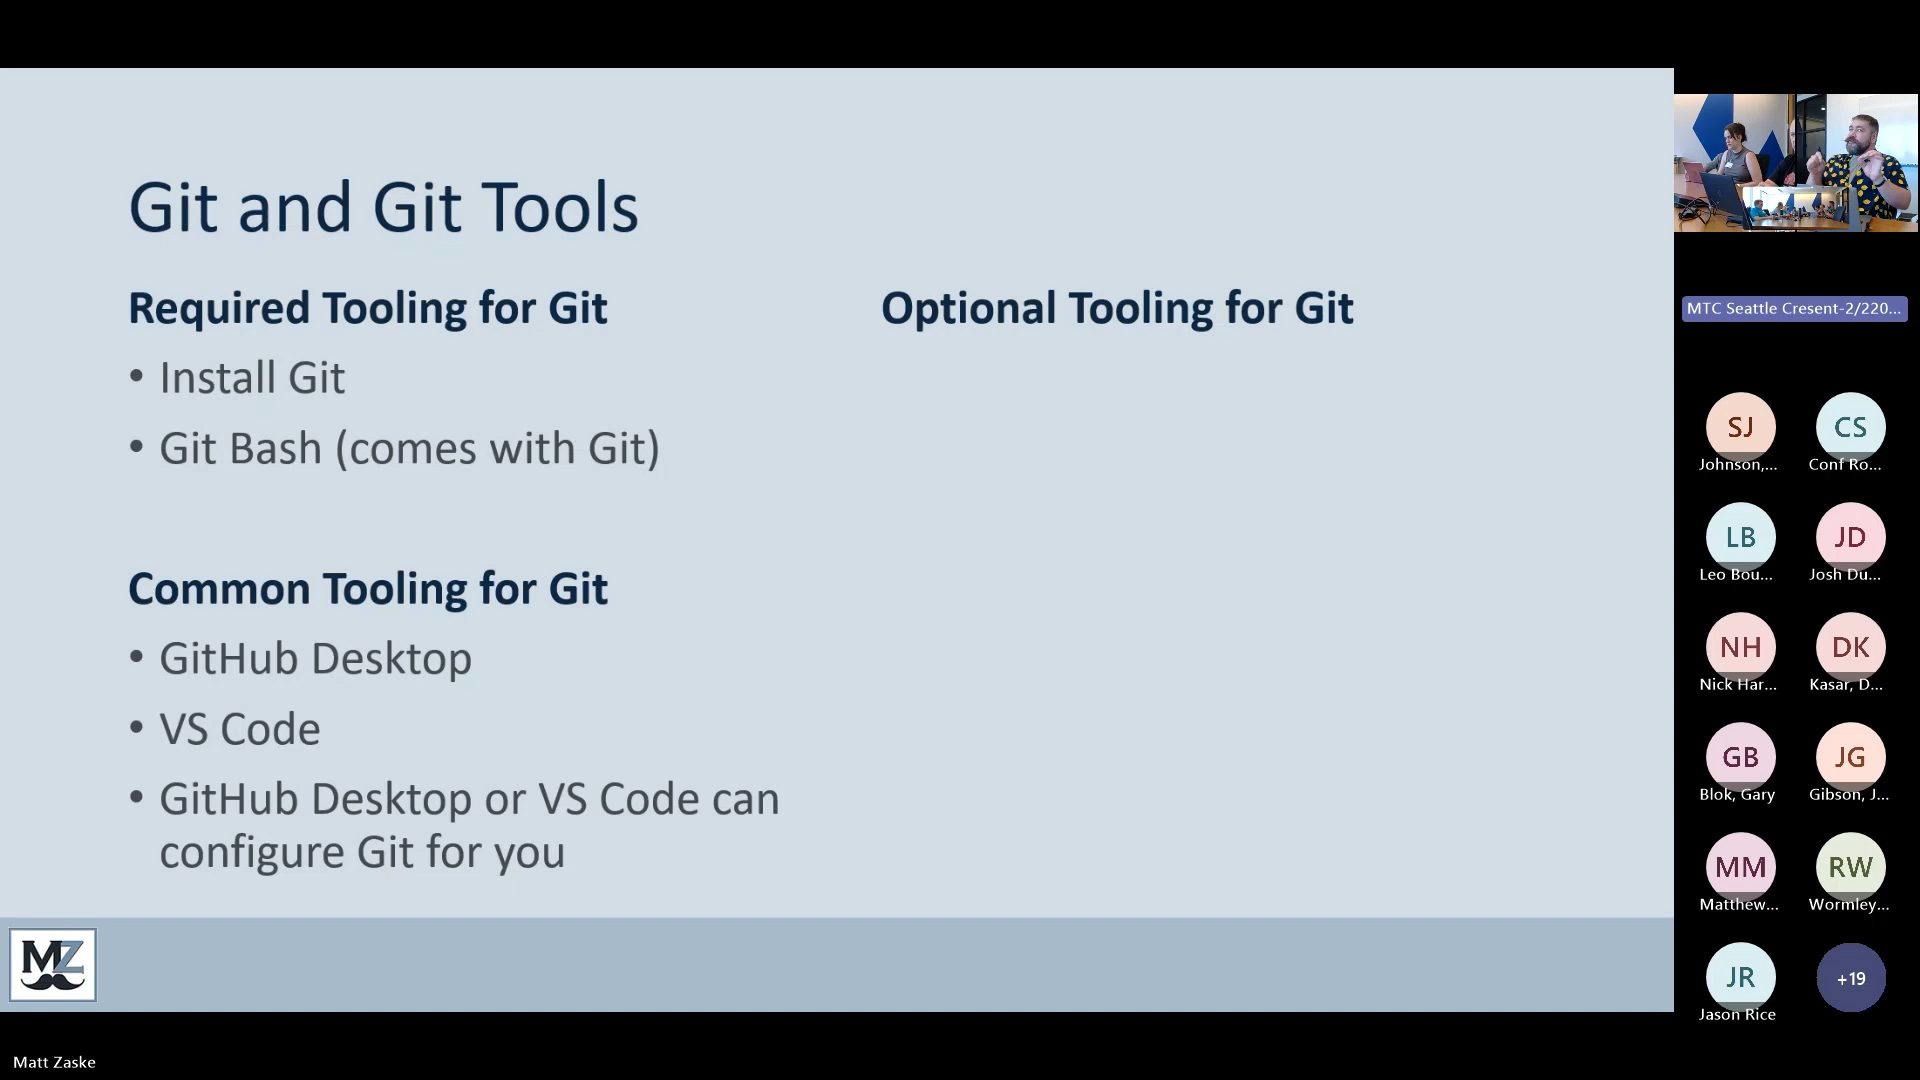 Git and Git Tools
Required Tooling for Git
• Install Git
• Git Bash (comes with Git)
Common Tooling for Git
• GitHub Desktop
• VS Code
• GitHub Desktop or VS Code can
configure Git for you
Optional Tooling for Git
MZ
MTC Seattle Cresent-2/220...
SJ
Johnson,...
CS
Conf Ro...
LB
Leo Bou...
JD
Josh Du...
NH
Nick Har...
DK
Kasar, D...
GB
Blok, Gary
JG
Gibson, J...
MM
Matthew...
RW
Wormley...
JR
Jason Rice
+19
Matt Zaske